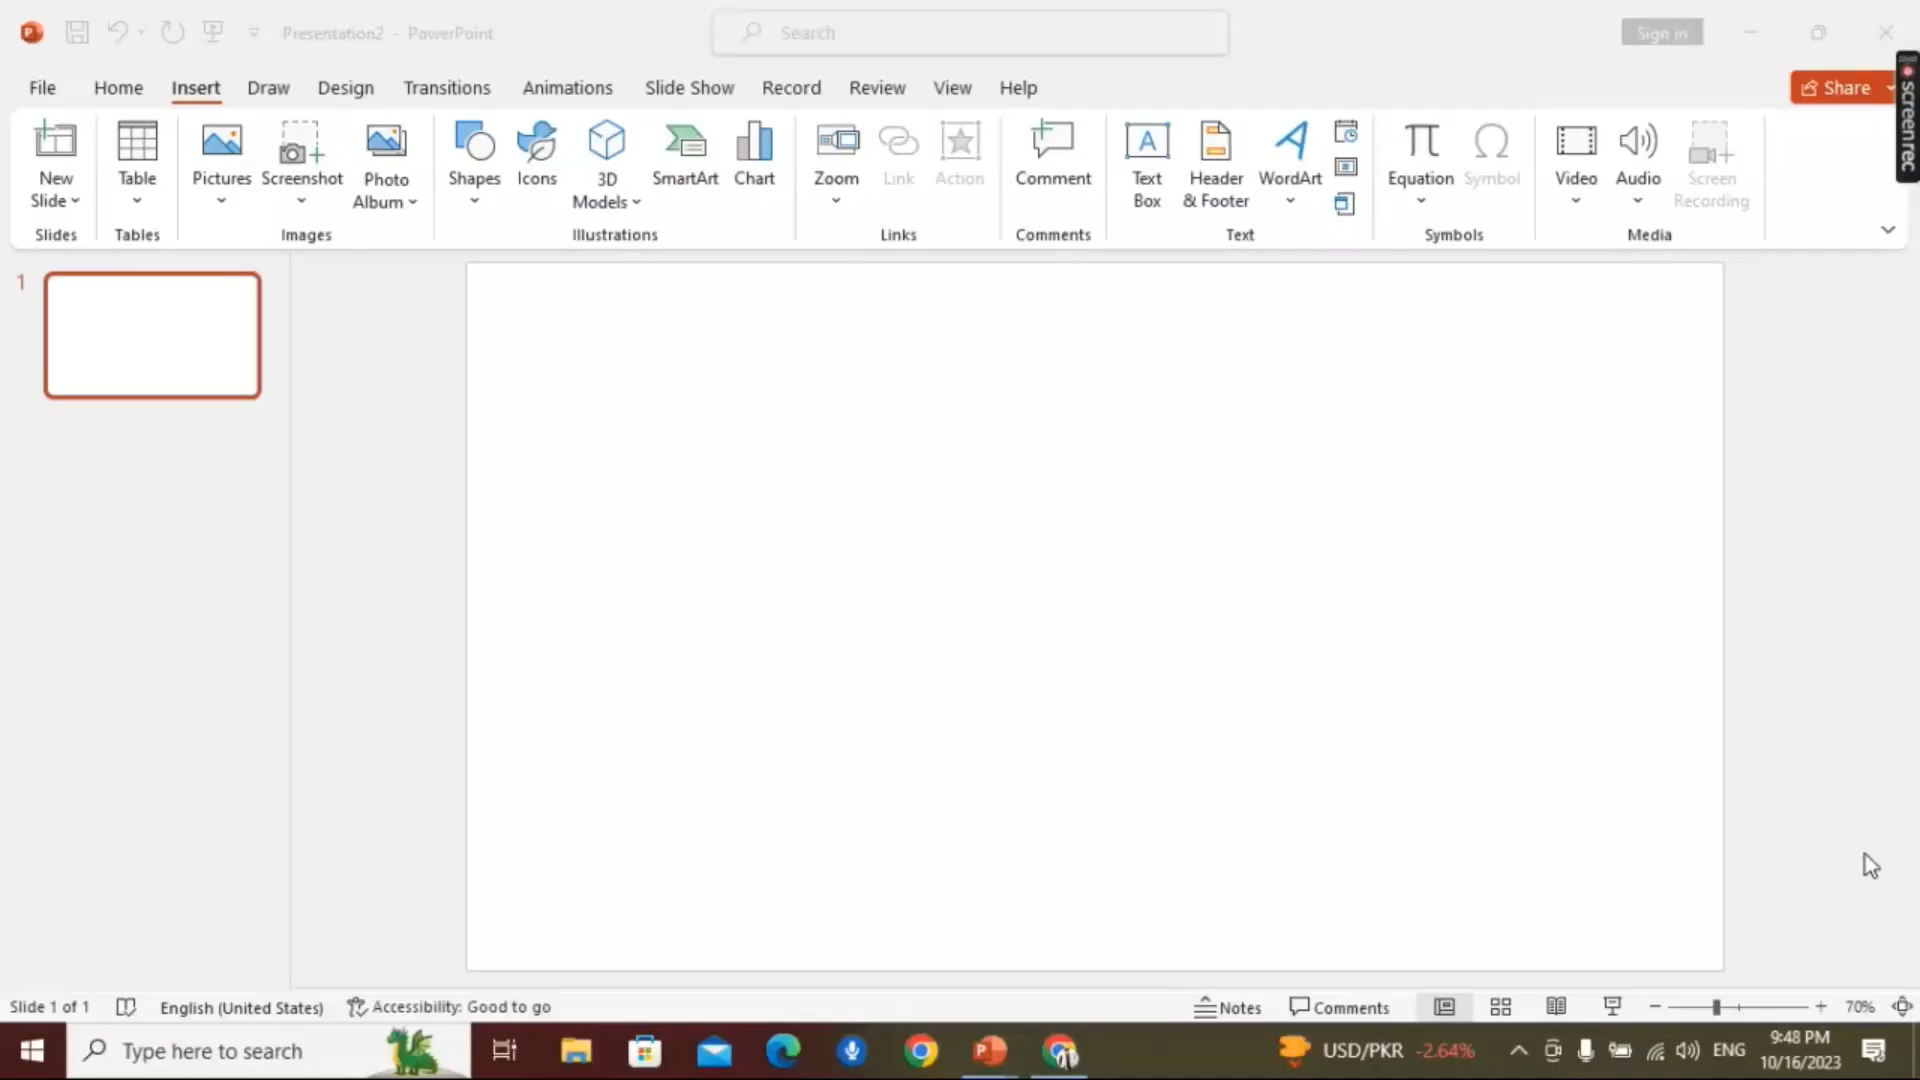 Presentation2 - PowerPoint
Search
Sign in
File Home Insert Draw Design Transitions Animations Slide Show Record Review View Help
Share
screenrec
New Slide
Table
Pictures
Screenshot
Photo Album
Shapes
Icons
3D Models
SmartArt
Chart
Zoom
Link
Action
Comment
Text Box
Header & Footer
WordArt
Equation
Symbol
Video
Audio
Screen Recording
Slides Tables Images Illustrations Links Comments Text Symbols Media
1
Slide 1 of 1 English (United States) Accessibility: Good to go Notes Comments 70%
Type here to search
USD/PKR -2.64%
ENG
9:48 PM
10/16/2023